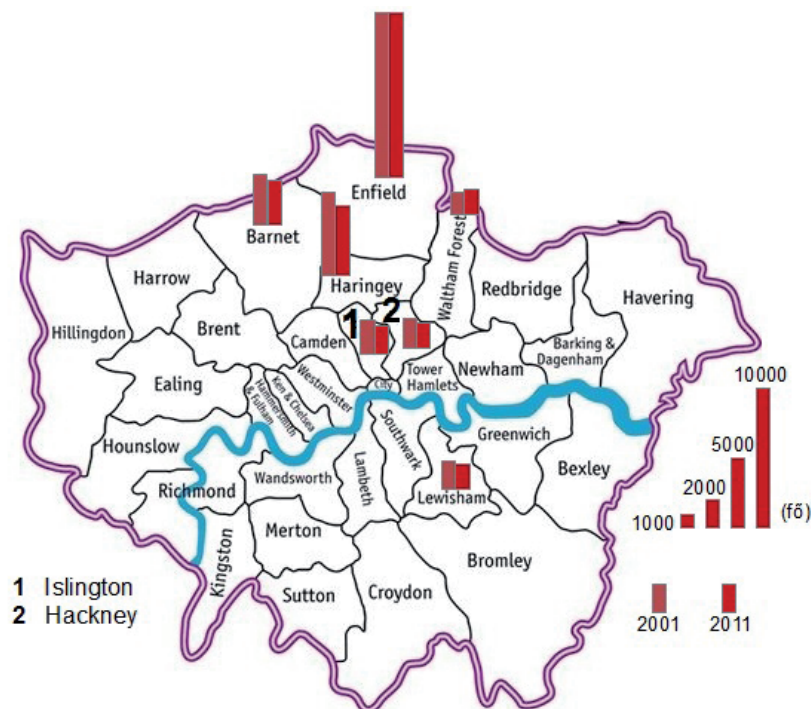 Enfield
Barnet
Waltham Forest
Haringey
Harrow
Redbridge
Havering
Hillingdon
Brent
1
2
Camden
Barking &
Dagenham
Newham
Ealing
Westminster
City
Tower
Hamlets
Ken & Chelsea
Hammersmith
& Fulham
Hounslow
Southwark
Greenwich
Richmond
Wandsworth
Lambeth
Lewisham
Bexley
Merton
Kingston
Bromley
Sutton
Croydon
10000
5000
2000
1000
(fő)
1 Islington
2 Hackney
2001
2011